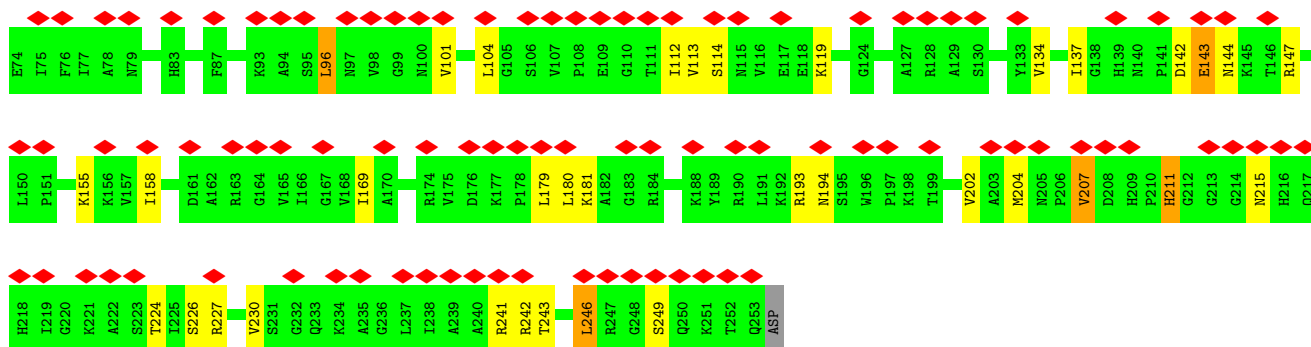 E74 I75 F76 I77 A78 N79 H83 F87 K93 A94 S95 L96 N97 V98 G99 N100 V101 L104 G105 S106 V107 P108 E109 G110 T111 I112 V113 S114 N115 V116 E117 E118 K119 G124 A127 R128 A129 S130 Y133 V134 I137 G138 H139 N140 P141 D142 E143 N144 K145 T146 R147
L150 P151 K155 K156 V157 I158 D161 A162 R163 G164 V165 I166 G167 V168 I169 A170 R174 V175 D176 K177 P178 L179 L180 K181 A182 G183 R184 K188 Y189 R190 L191 K192 R193 N194 S195 W196 P197 K198 T199 V202 A203 M204 N205 P206 V207 D208 H209 P210 H211 G212 G213 G214 N215 H216 Q217
H218 I219 G220 K221 A222 S223 T224 I225 S226 R227 V230 S231 G232 Q233 K234 A235 G236 L237 I238 A239 A240 R241 R242 T243 L246 R247 G248 S249 Q250 K251 T252 Q253 ASP